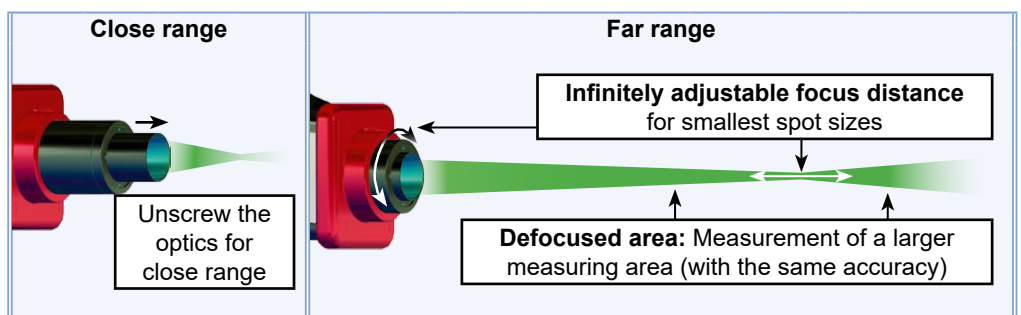 Close range
Far range
Infinitely adjustable focus distance
for smallest spot sizes
Unscrew the
optics for
close range
Defocused area: Measurement of a larger
measuring area (with the same accuracy)